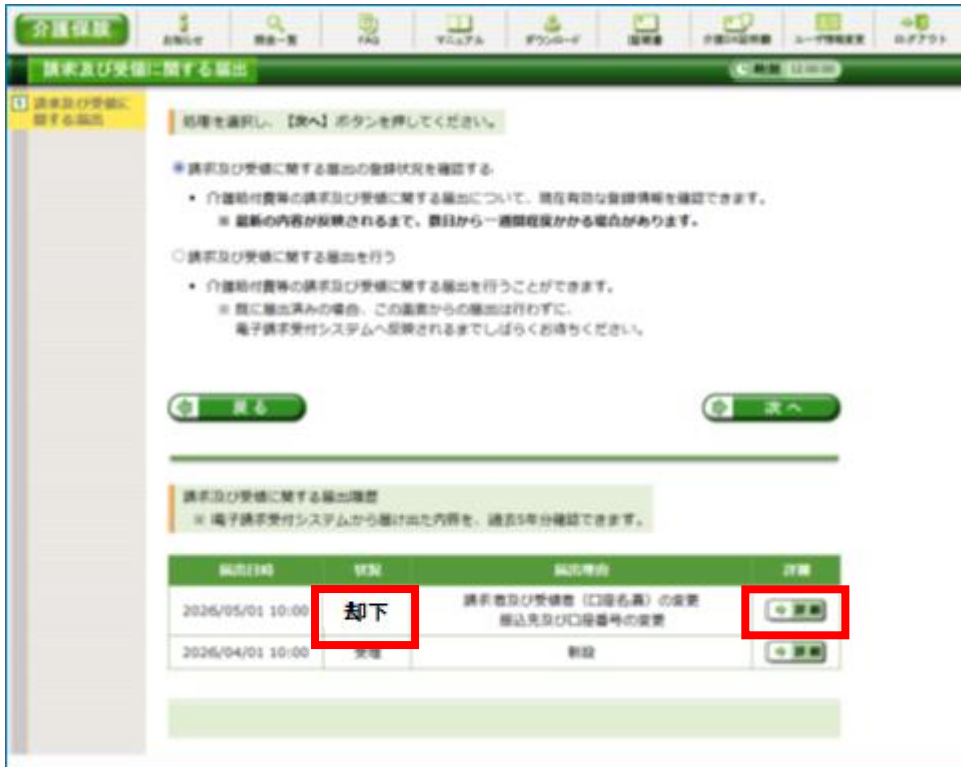 介護保険
お知らせ
照会一覧
FAQ
マニュアル
ダウンロード
証明書
ユーザ情報変更
ログアウト
請求及び受領に関する届出
時刻 12:00:00
1 請求及び受領に
関する届出
処理を選択し、【次へ】ボタンを押してください。
請求及び受領に関する届出の登録状況を確認する
• 介護給付費等の請求及び受領に関する届出について、現在有効な登録情報を確認できます。
※ 最新の内容が反映されるまで、数日から一週間程度かかる場合があります。
請求及び受領に関する届出を行う
• 介護給付費等の請求及び受領に関する届出を行うことができます。
※ 既に届出済みの場合、この画面からの届出は行わずに、
電子請求受付システムへ反映されるまでしばらくお待ちください。
戻る
次へ
請求及び受領に関する届出履歴
※ 電子請求受付システムから届け出た内容を、過去5年分確認できます。
届出日時 状況 届出理由 詳細
2026/05/01 10:00 却下 請求者及び受領者（口座名義）の変更
振込先及び口座番号の変更 詳細
2026/04/01 10:00 受理 新設 詳細